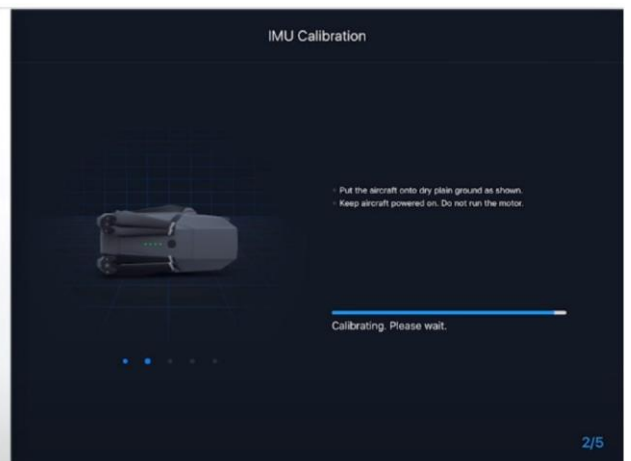 IMU Calibration
Put the aircraft onto dry plain ground as shown.
Keep aircraft powered on. Do not run the motor.
Calibrating. Please wait.
2/5